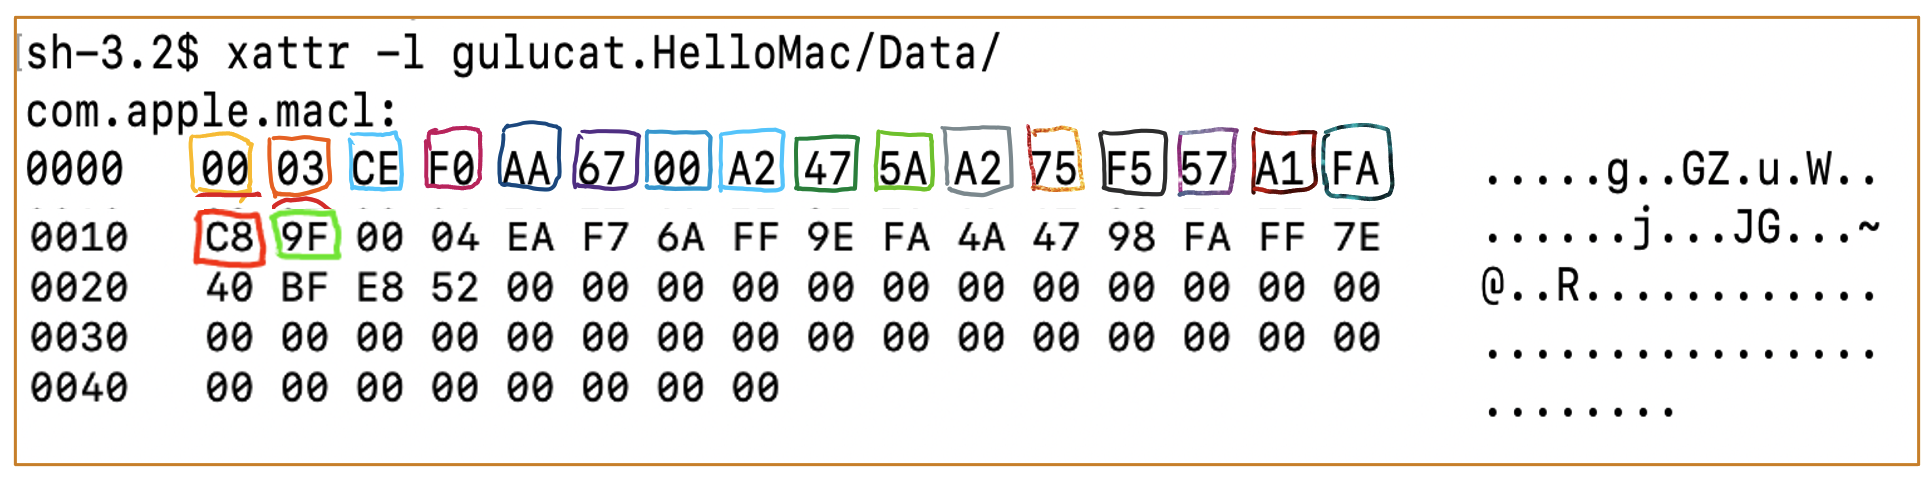 sh-3.2$ xattr -l gulucat.HelloMac/Data/
com.apple.macl:
0000 00 03 CE F0 AA 67 00 A2 47 5A A2 75 F5 57 A1 FA .....g..GZ.u.W..
0010 C8 9F 00 04 EA F7 6A FF 9E FA 4A 47 98 FA FF 7E ......j...JG...~
0020 40 BF E8 52 00 00 00 00 00 00 00 00 00 00 00 00 @..R............
0030 00 00 00 00 00 00 00 00 00 00 00 00 00 00 00 00 ................
0040 00 00 00 00 00 00 00 00 ........